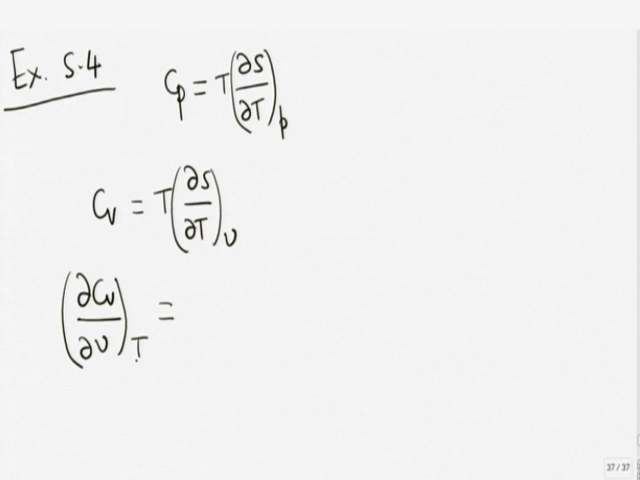 Ex. 5.4
Cp = T(∂S/∂T)p
Cv = T(∂S/∂T)v
(∂Cv/∂v)T =
37 / 37